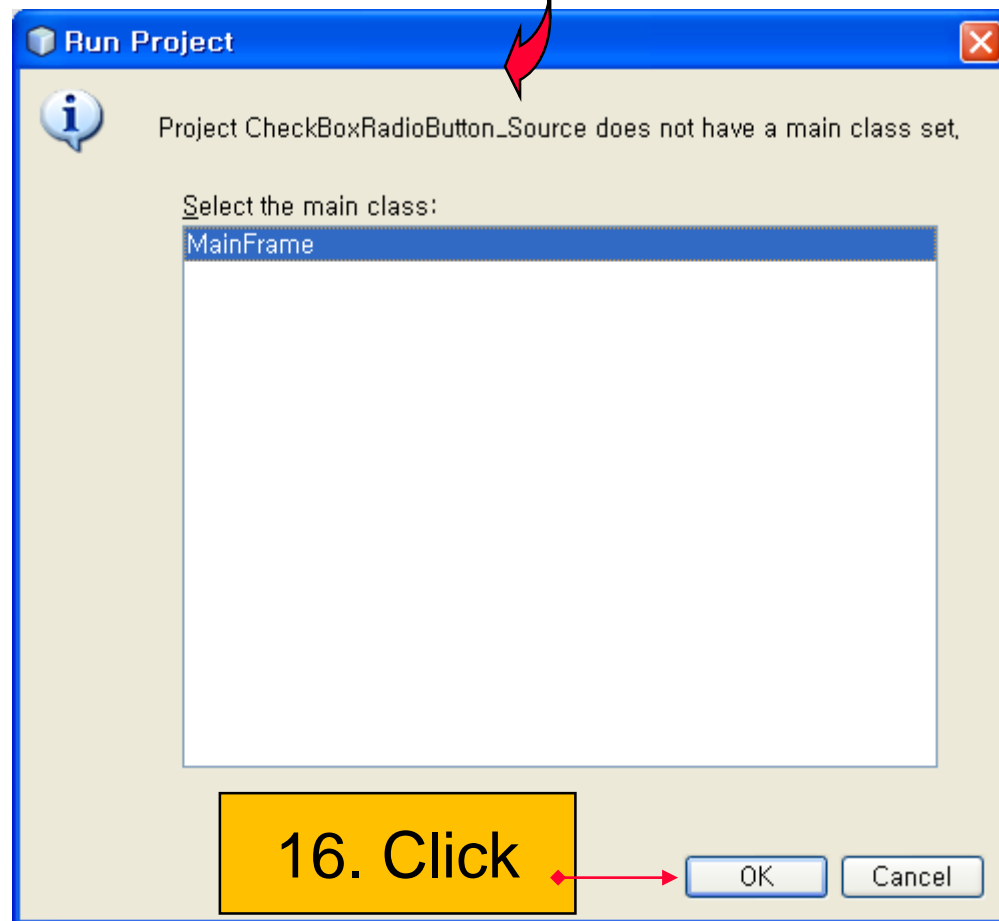 Run Project
Project CheckBoxRadioButton_Source does not have a main class set,
Select the main class:
MainFrame
16. Click
OK Cancel